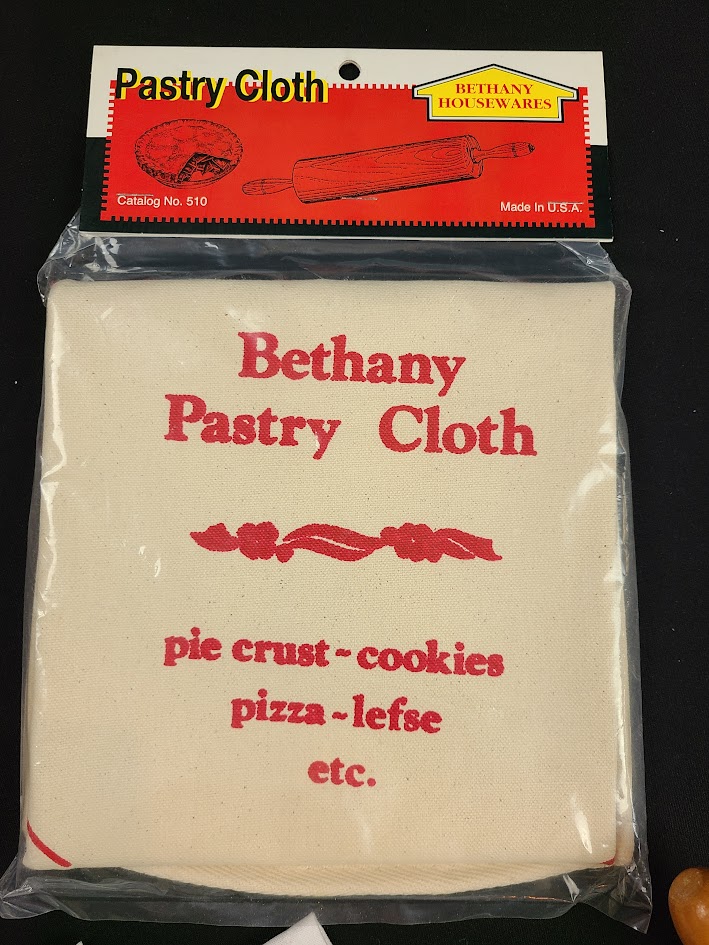 Pastry Cloth
BETHANY
HOUSEWARES
Catalog No. 510
Made In U.S.A.
Bethany
Pastry Cloth
pie crust~cookies
pizza~lefse
etc.